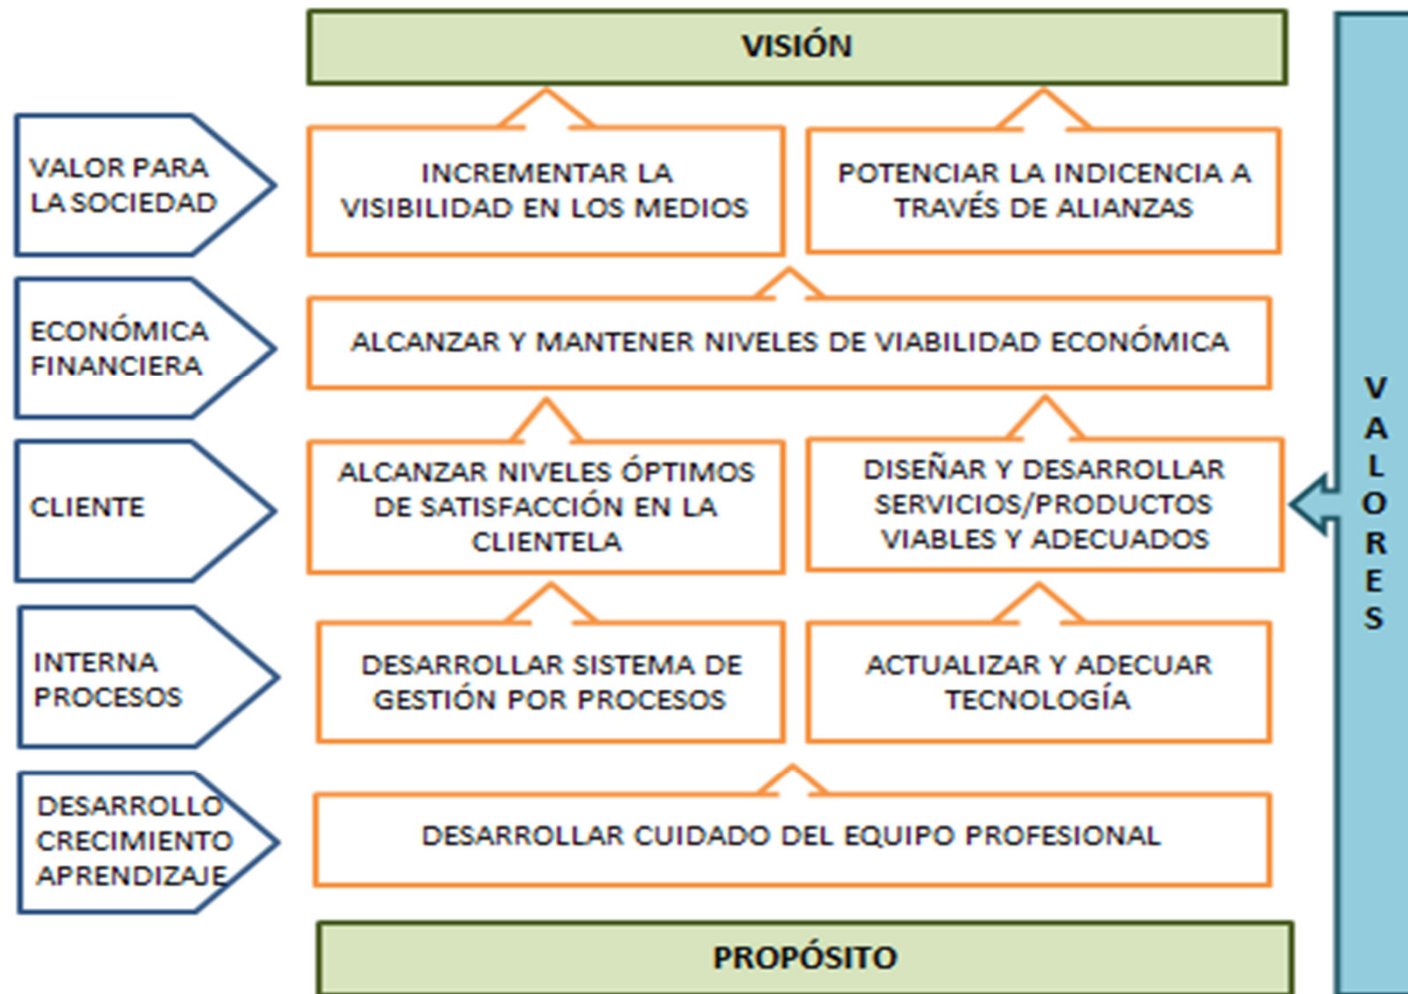 VISIÓN
VALOR PARA
LA SOCIEDAD
INCREMENTAR LA
VISIBILIDAD EN LOS MEDIOS
POTENCIAR LA INDICENCIA A
TRAVÉS DE ALIANZAS
ECONÓMICA
FINANCIERA
ALCANZAR Y MANTENER NIVELES DE VIABILIDAD ECONÓMICA
CLIENTE
ALCANZAR NIVELES ÓPTIMOS
DE SATISFACCIÓN EN LA
CLIENTELA
DISEÑAR Y DESARROLLAR
SERVICIOS/PRODUCTOS
VIABLES Y ADECUADOS
INTERNA
PROCESOS
DESARROLLAR SISTEMA DE
GESTIÓN POR PROCESOS
ACTUALIZAR Y ADECUAR
TECNOLOGÍA
DESARROLLO
CRECIMIENTO
APRENDIZAJE
DESARROLLAR CUIDADO DEL EQUIPO PROFESIONAL
PROPÓSITO
VALORES